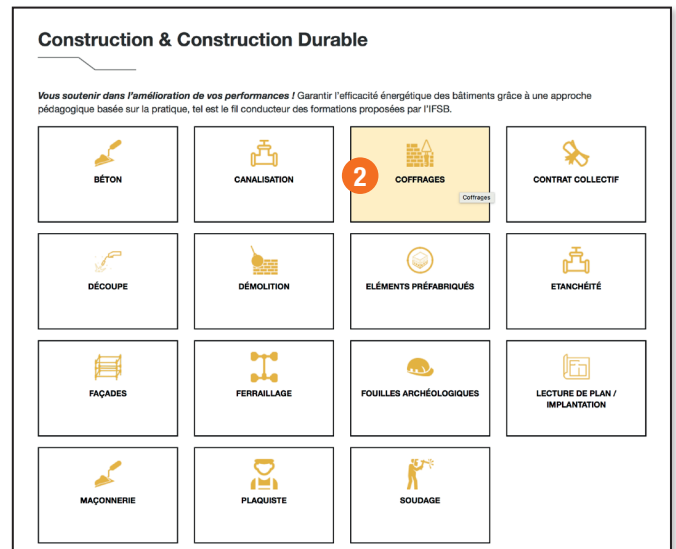 Construction & Construction Durable
Vous soutenir dans l'amélioration de vos performances ! Garantir l'efficacité énergétique des bâtiments grâce à une approche
pédagogique basée sur la pratique, tel est le fil conducteur des formations proposées par l'IFSB.
BÉTON
CANALISATION
2
COFFRAGES
Coffrages
CONTRAT COLLECTIF
DÉCOUPE
DÉMOLITION
ELÉMENTS PRÉFABRIQUÉS
ETANCHÉITÉ
FAÇADES
FERRAILLAGE
FOUILLES ARCHÉOLOGIQUES
LECTURE DE PLAN /
IMPLANTATION
MAÇONNERIE
PLAQUISTE
SOUDAGE